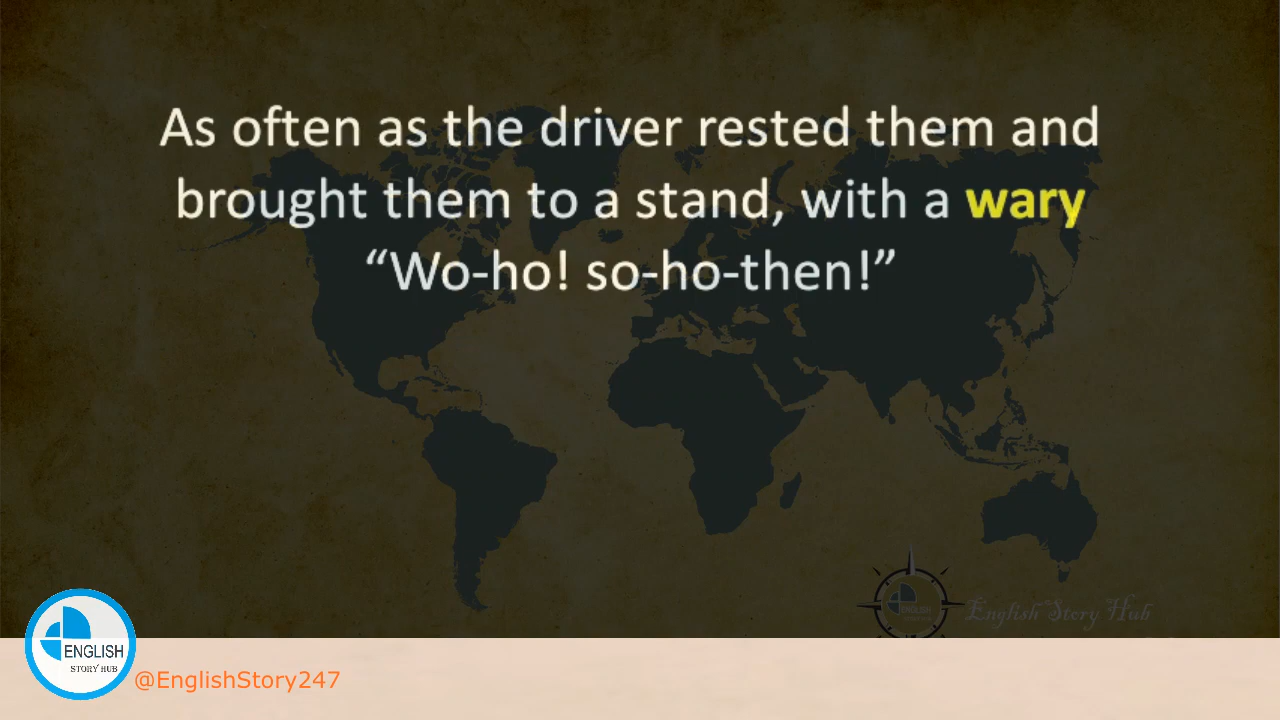 As often as the driver rested them and
brought them to a stand, with a wary
“Wo-ho! so-ho-then!”
English Story Hub
ENGLISH
STORY HUB
@EnglishStory247